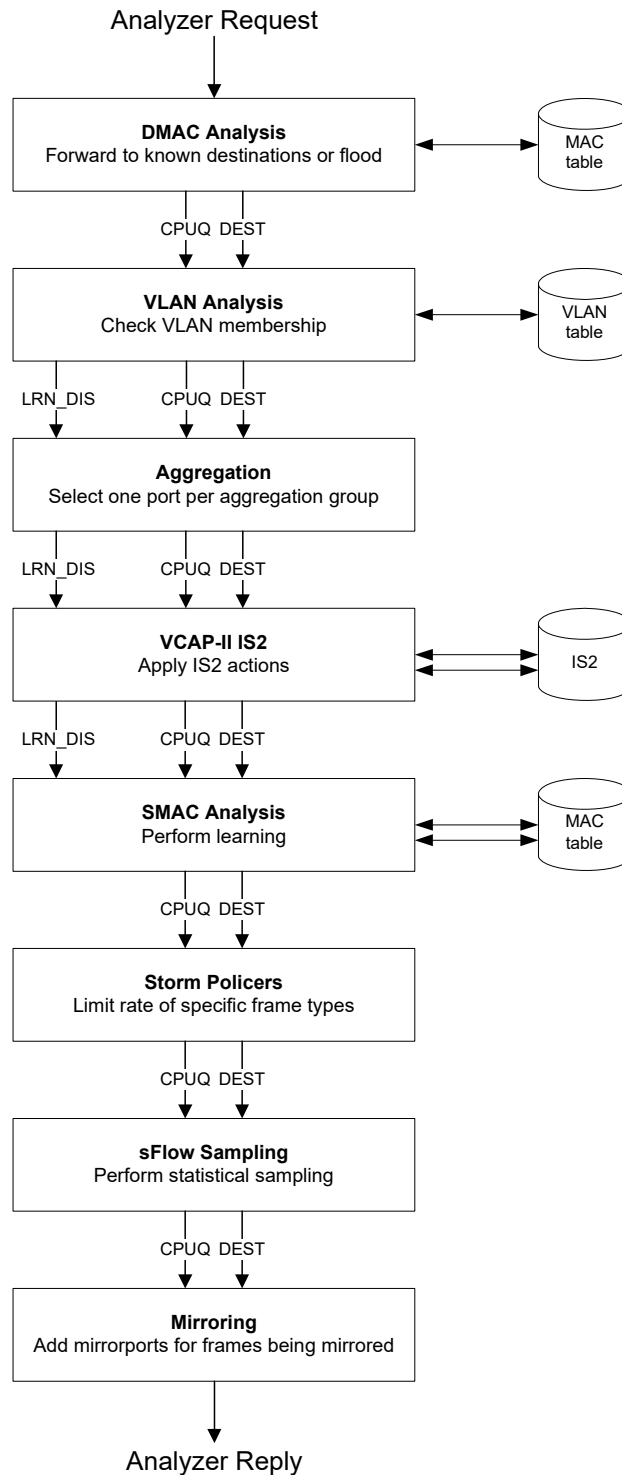 Analyzer Request
DMAC Analysis
Forward to known destinations or flood
MAC
table
CPUQ DEST
VLAN Analysis
Check VLAN membership
VLAN
table
LRN_DIS CPUQ DEST
Aggregation
Select one port per aggregation group
LRN_DIS CPUQ DEST
VCAP-II IS2
Apply IS2 actions
IS2
LRN_DIS CPUQ DEST
SMAC Analysis
Perform learning
MAC
table
CPUQ DEST
Storm Policers
Limit rate of specific frame types
CPUQ DEST
sFlow Sampling
Perform statistical sampling
CPUQ DEST
Mirroring
Add mirrorports for frames being mirrored
Analyzer Reply